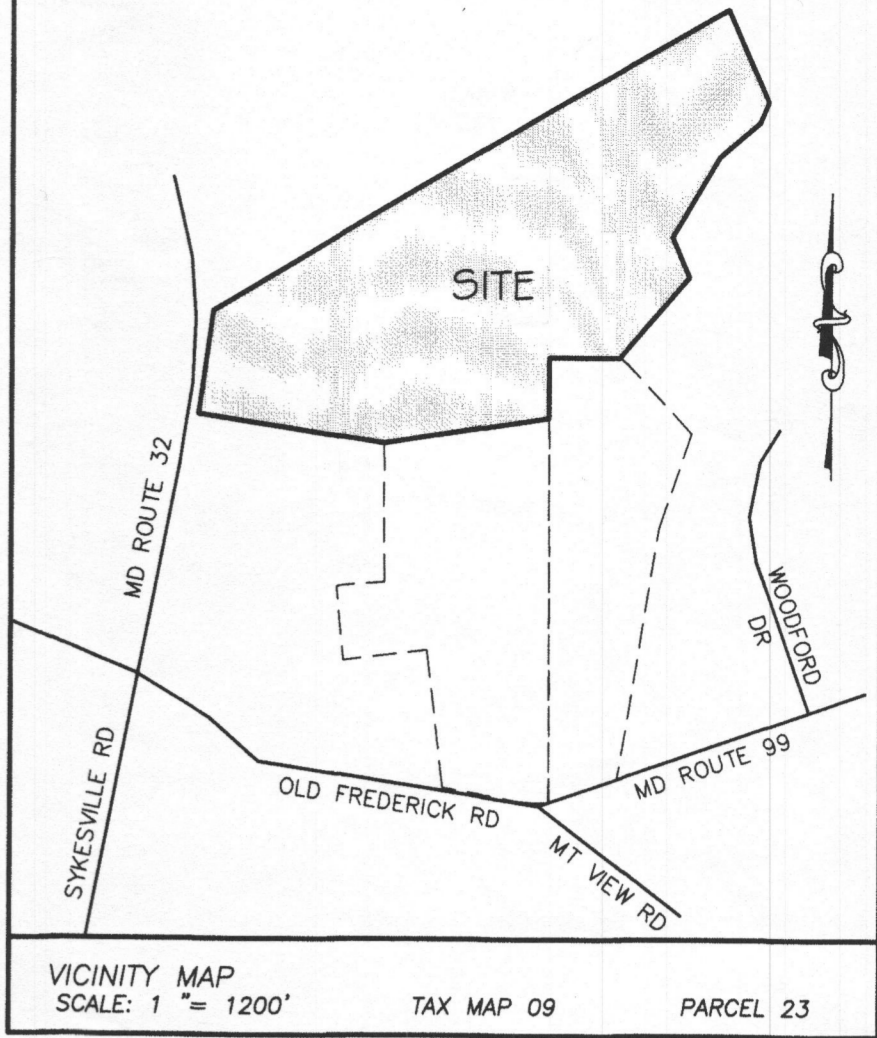 SITE
MD ROUTE 32
WOODFORD
DR
SYKESVILLE RD
OLD FREDERICK RD
MD ROUTE 99
MT VIEW RD
VICINITY MAP
SCALE: 1 "= 1200' TAX MAP 09 PARCEL 23